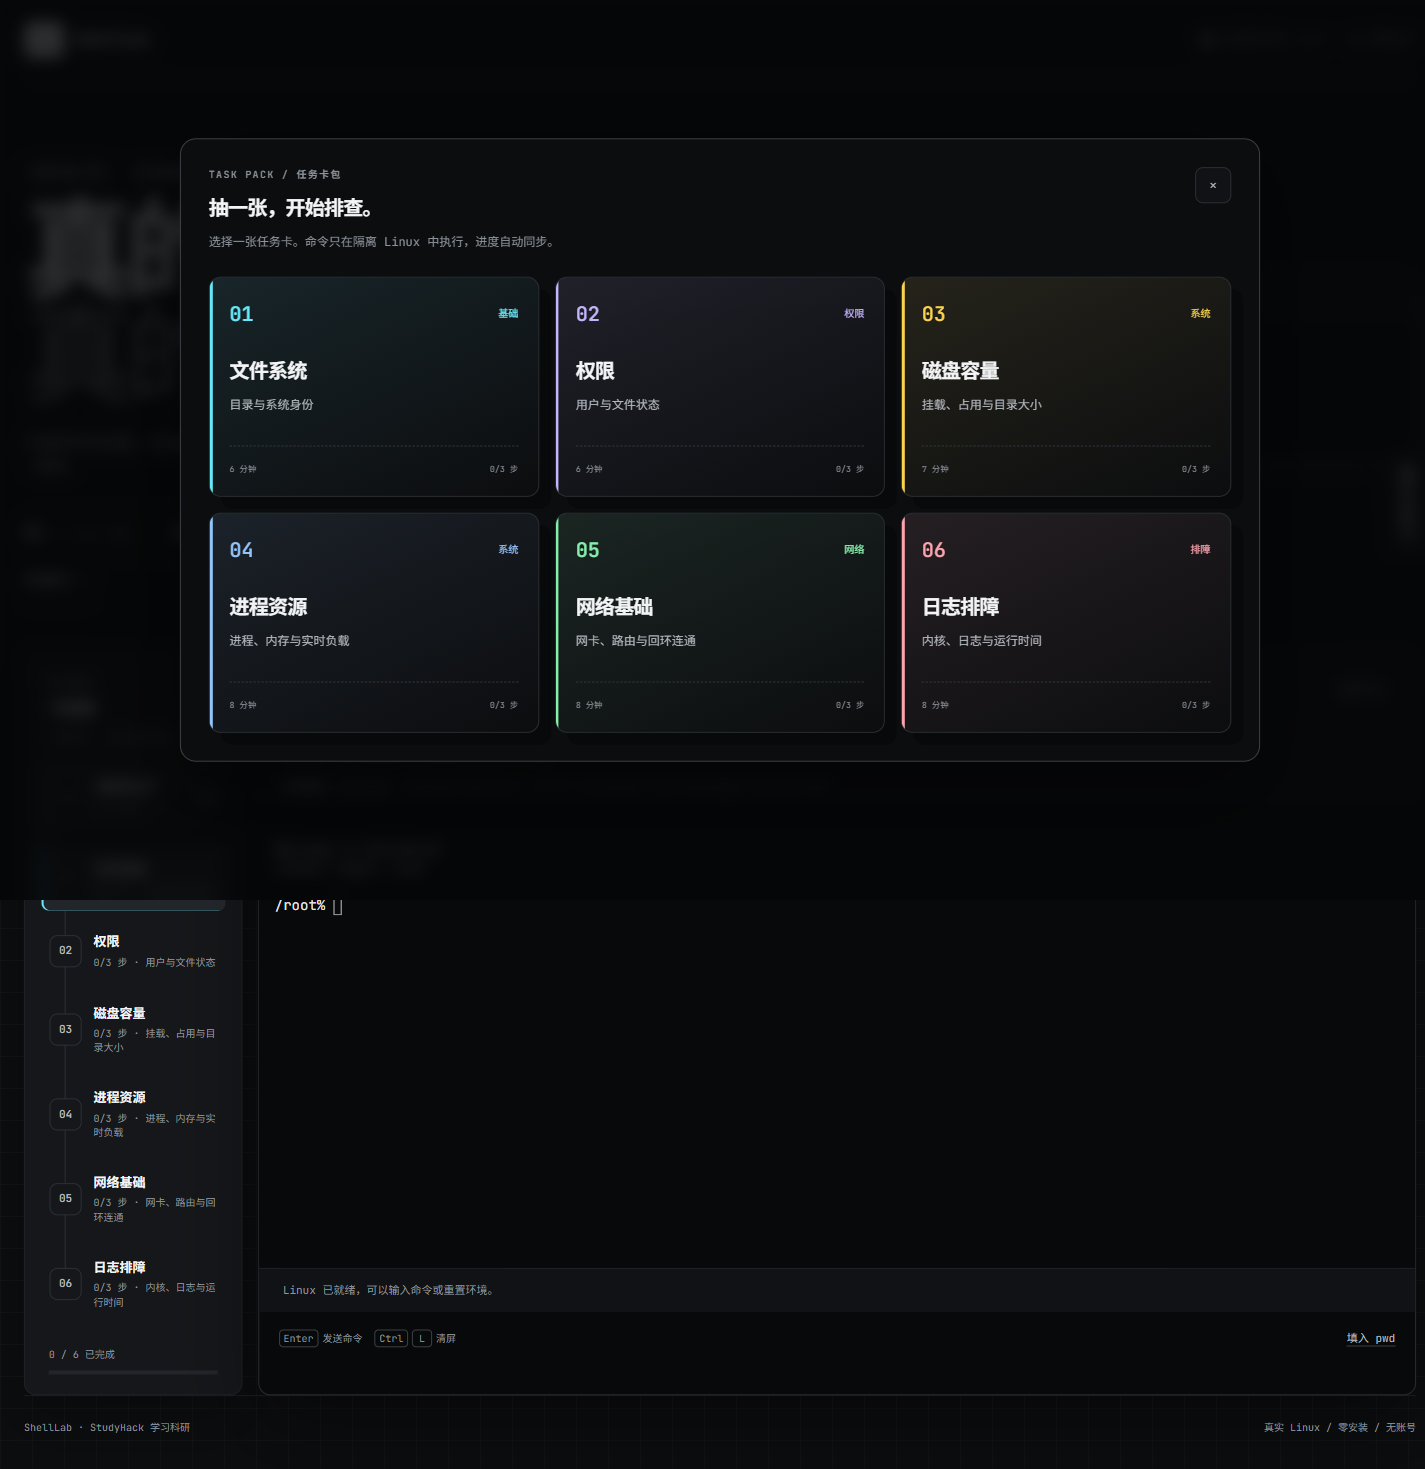 TASK PACK / 任务卡包
×
抽一张，开始排查。
选择一张任务卡。命令只在隔离 Linux 中执行，进度自动同步。
01
基础
文件系统
目录与系统身份
6 分钟
0/3 步
02
权限
权限
用户与文件状态
6 分钟
0/3 步
03
系统
磁盘容量
挂载、占用与目录大小
7 分钟
0/3 步
04
系统
进程资源
进程、内存与实时负载
8 分钟
0/3 步
05
网络
网络基础
网卡、路由与回环连通
8 分钟
0/3 步
06
排障
日志排障
内核、日志与运行时间
8 分钟
0/3 步
02
权限
0/3 步 · 用户与文件状态
03
磁盘容量
0/3 步 · 挂载、占用与目
录大小
04
进程资源
0/3 步 · 进程、内存与实
时负载
05
网络基础
0/3 步 · 网卡、路由与回
环连通
06
日志排障
0/3 步 · 内核、日志与运
行时间
0 / 6 已完成
/root%
Linux 已就绪，可以输入命令或重置环境。
Enter 发送命令 Ctrl L 清屏
填入 pwd
ShellLab · StudyHack 学习科研
真实 Linux / 零安装 / 无账号